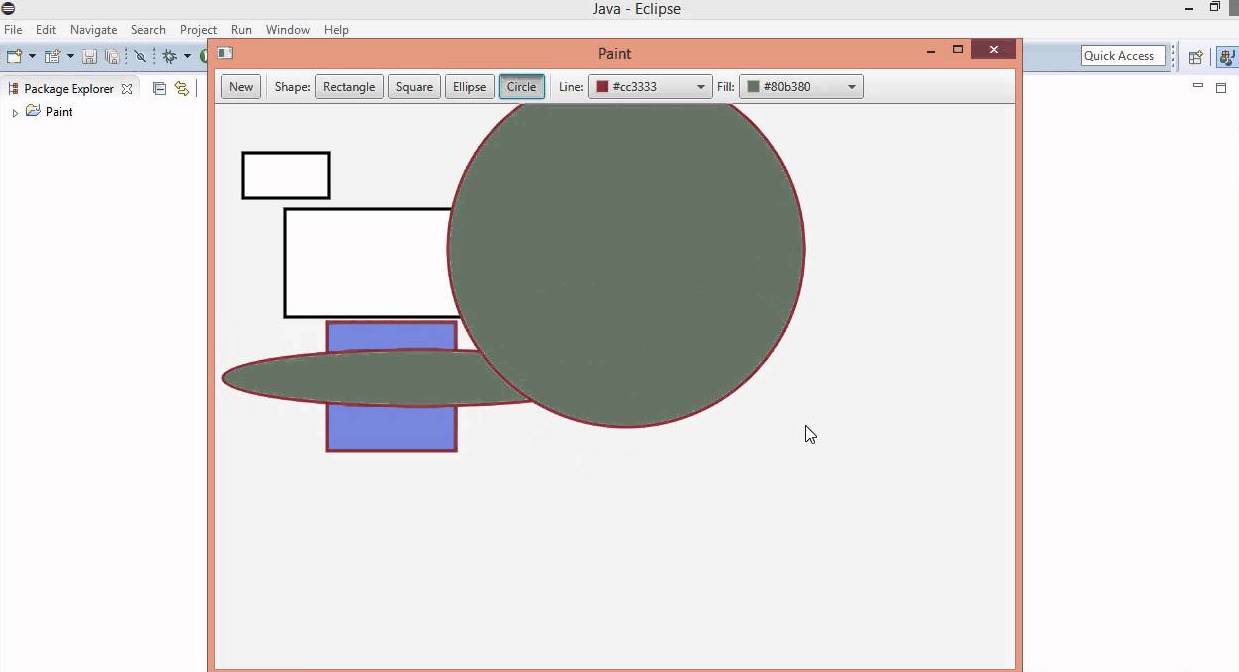 Java - Eclipse
File Edit Navigate Search Project Run Window Help
Paint
Quick Access
New Shape: Rectangle Square Ellipse Circle Line: #cc3333 Fill: #80b380
Package Explorer
Paint